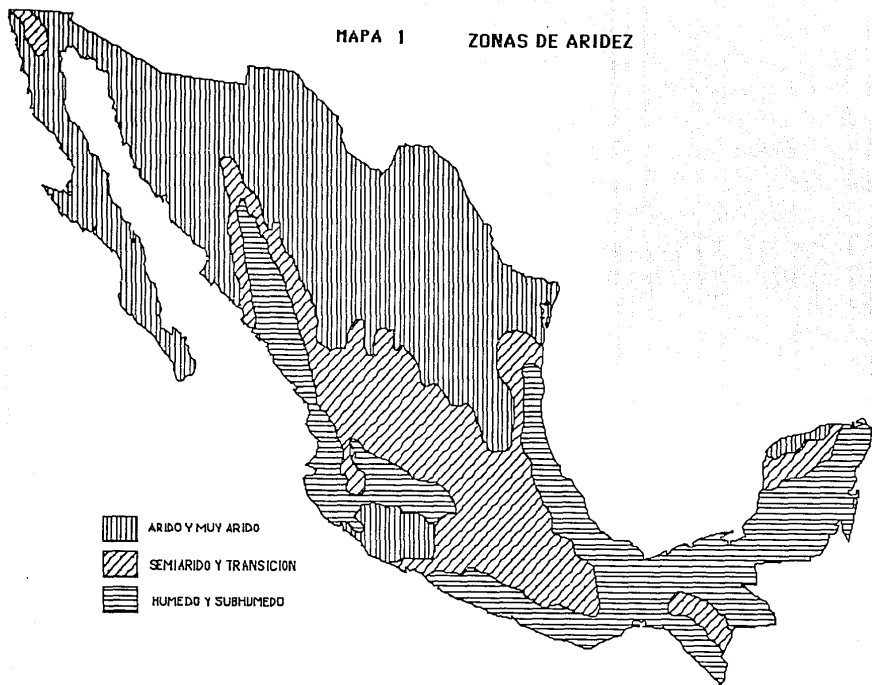 MAPA 1 ZONAS DE ARIDEZ
ARIDO Y MUY ARIDO
SEMIARIDO Y TRANSICION
HUMEDO Y SUBHUMEDO